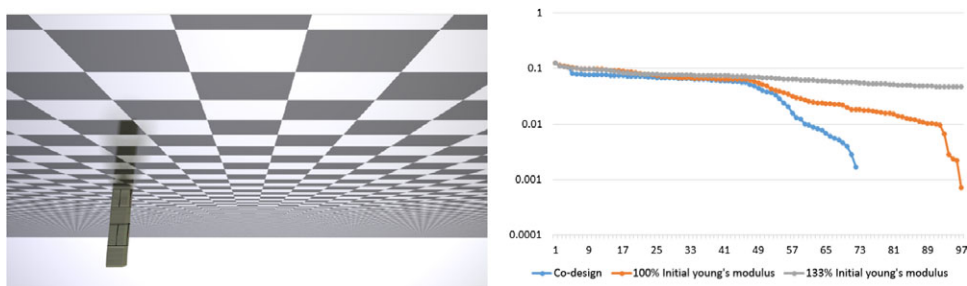 1
0.10
0.01
0.001
0.0001
1 9 17 25 33 41 49 57 65 73 81 89 97
Co-design 100% Initial young's modulus 133% Initial young's modulus